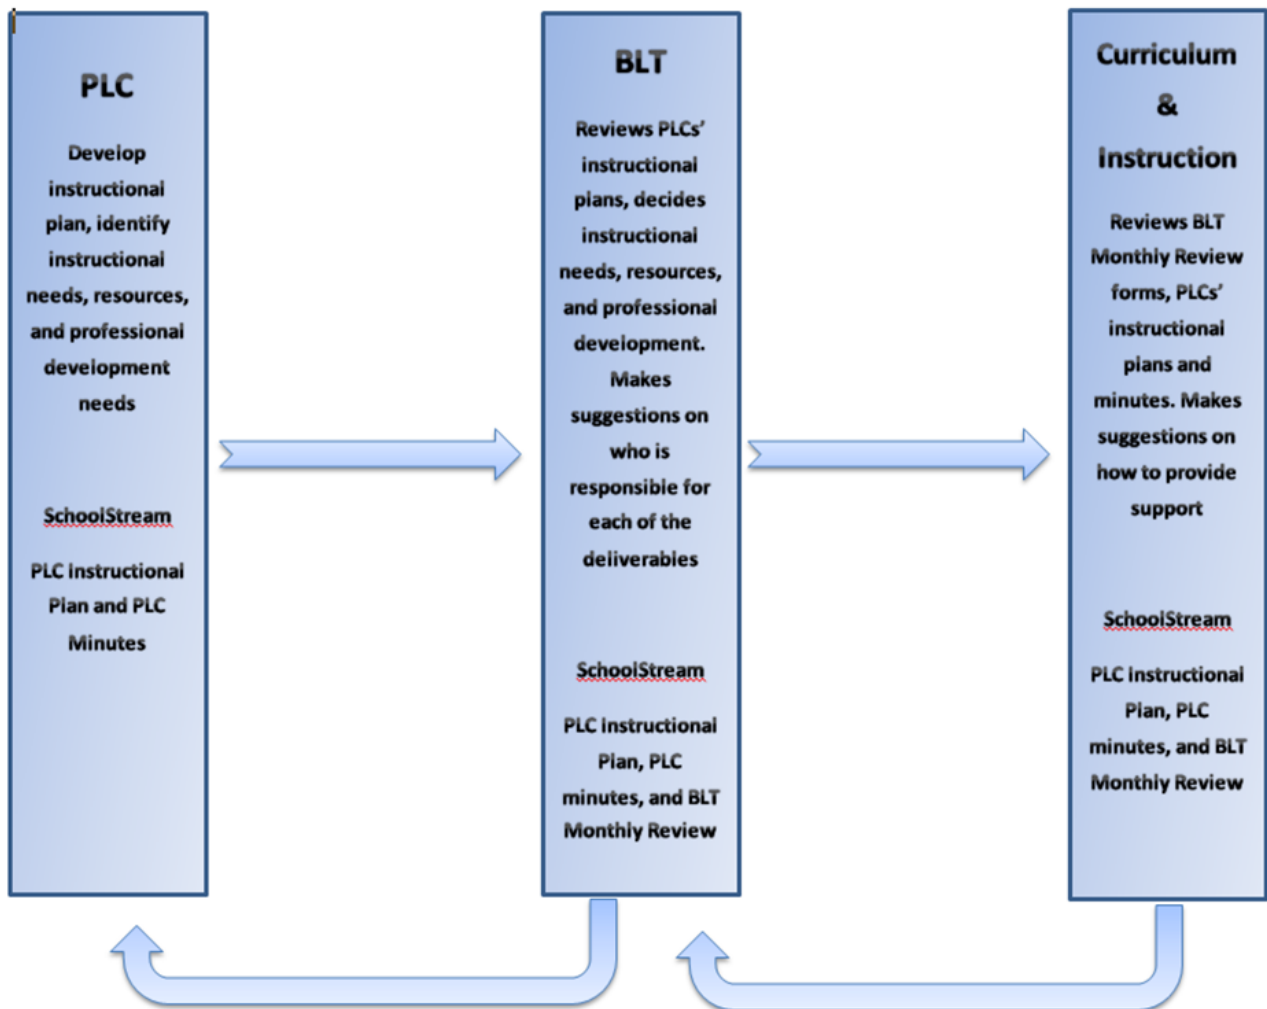 PLC
Develop
instructional
plan, identify
instructional
needs, resources,
and professional
development
needs
SchoolStream
PLC Instructional
Plan and PLC
Minutes
BLT
Reviews PLCs’
instructional
plans, decides
instructional
needs, resources,
and professional
development.
Makes
suggestions on
who is
responsible for
each of the
deliverables
SchoolStream
PLC Instructional
Plan, PLC
minutes, and BLT
Monthly Review
Curriculum
&
Instruction
Reviews BLT
Monthly Review
forms, PLCs’
instructional
plans and
minutes. Makes
suggestions on
how to provide
support
SchoolStream
PLC Instructional
Plan, PLC
minutes, and BLT
Monthly Review